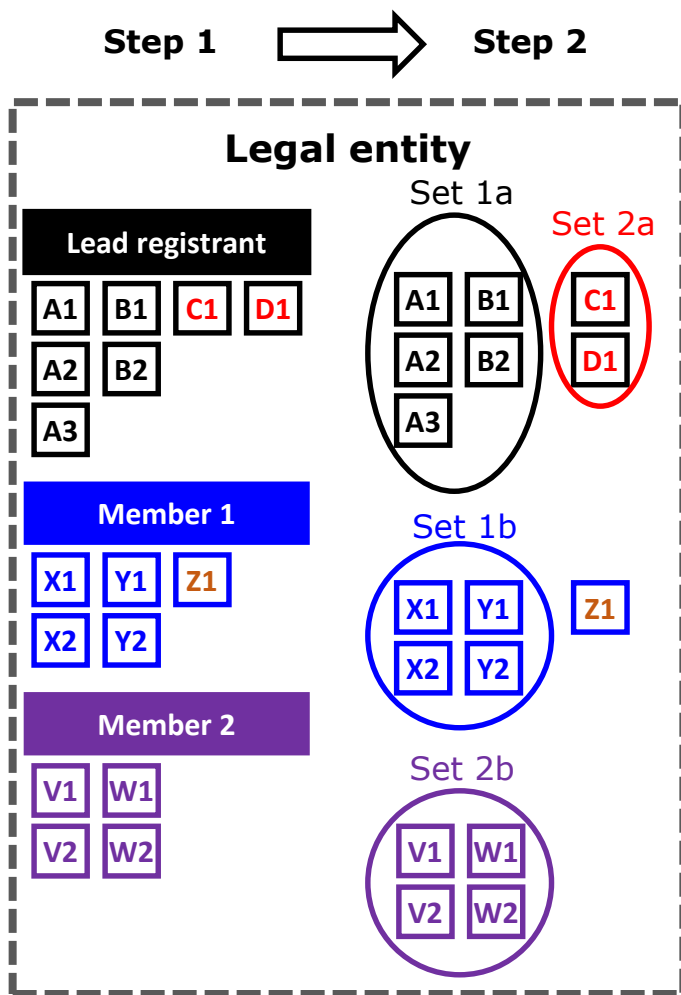 Step 1 Step 2
Legal entity
Lead registrant
A1 B1 C1 D1
A2 B2
A3
Set 1a
A1 B1
A2 B2
A3
Set 2a
C1
D1
Member 1
X1 Y1 Z1
X2 Y2
Set 1b
X1 Y1
X2 Y2
Z1
Member 2
V1 W1
V2 W2
Set 2b
V1 W1
V2 W2